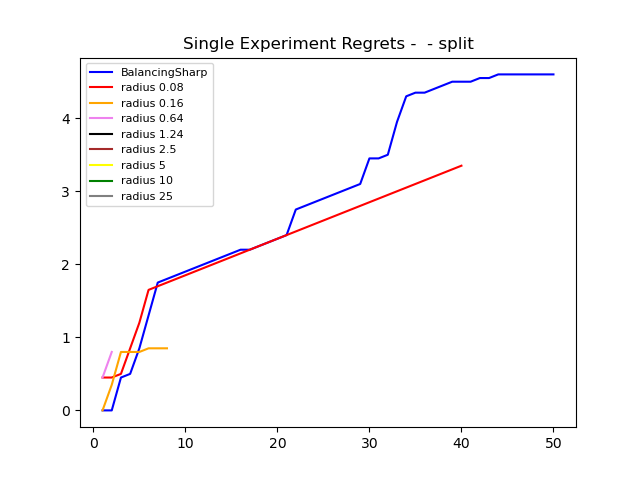 Single Experiment Regrets -  - split
BalancingSharp
radius 0.08
radius 0.16
radius 0.64
radius 1.24
radius 2.5
radius 5
radius 10
radius 25
4
3
2
1
0
0 10 20 30 40 50